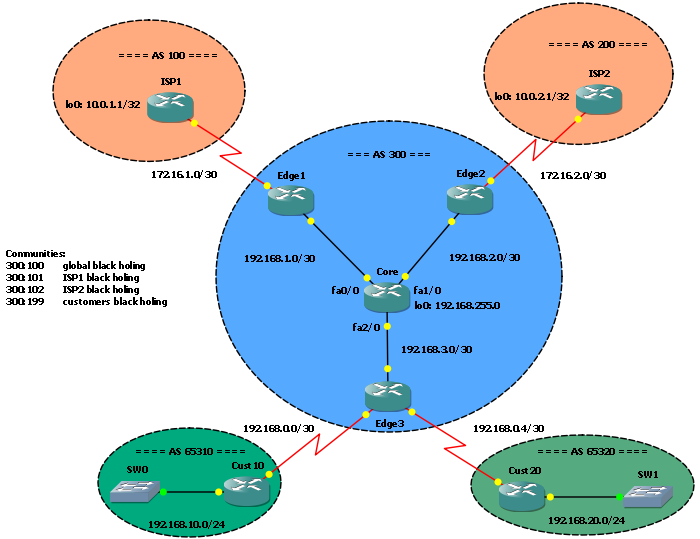 ==== AS 100 ====
ISP1
lo0: 10.0.1.1/32
==== AS 200 ====
ISP2
lo0: 10.0.2.1/32
172.16.1.0/30
172.16.2.0/30
=== AS 300 ===
Edge1
Edge2
192.168.1.0/30
192.168.2.0/30
Core
fa0/0
fa1/0
lo0: 192.168.255.0
fa2/0
192.168.3.0/30
Communities:
300:100 global black holing
300:101 ISP1 black holing
300:102 ISP2 black holing
300:199 customers black holing
Edge3
192.168.0.0/30
192.168.0.4/30
==== AS 65310 ====
SW0
Cust10
192.168.10.0/24
==== AS 65320 ====
Cust20
SW1
192.168.20.0/24